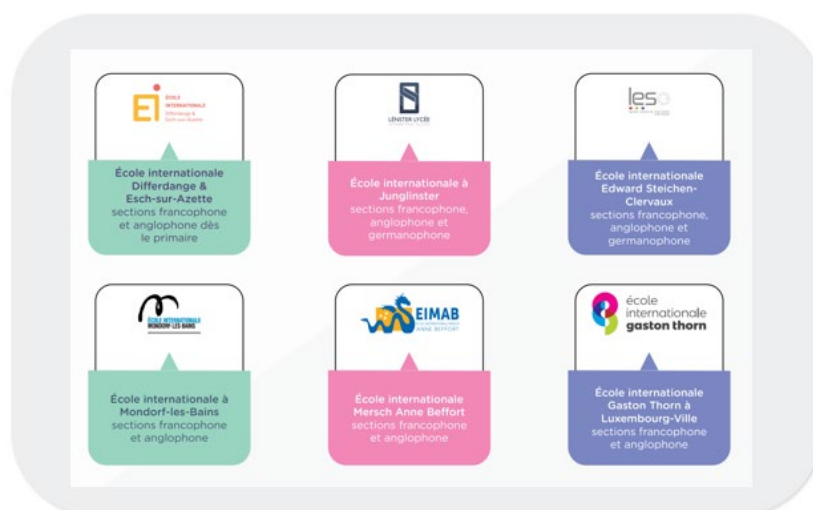 ÉCOLE
INTERNATIONALE
Differdange &
Esch-sur-Alzette
École internationale
Differdange &
Esch-sur-Azette
sections francophone
et anglophone dès
le primaire
LËNSTER LYCÉE
École internationale à
Junglinster
sections francophone,
anglophone et
germanophone
lesc
École internationale
Edward Steichen-
Clervaux
sections francophone,
anglophone et
germanophone
ÉCOLE INTERNATIONALE
MONDORF-LES-BAINS
École internationale à
Mondorf-les-Bains
sections francophone
et anglophone
EIMAB
ANNE BEFFORT
École internationale
Mersch Anne Beffort
sections francophone
et anglophone
école
internationale
gaston thorn
École internationale
Gaston Thorn à
Luxembourg-Ville
sections francophone
et anglophone